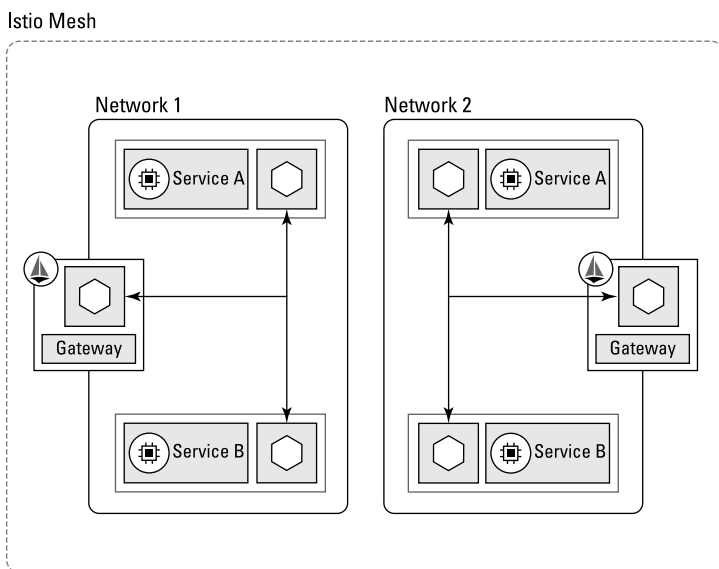 Istio Mesh
Network 1
Network 2
Service A
Service A
Gateway
Gateway
Service B
Service B